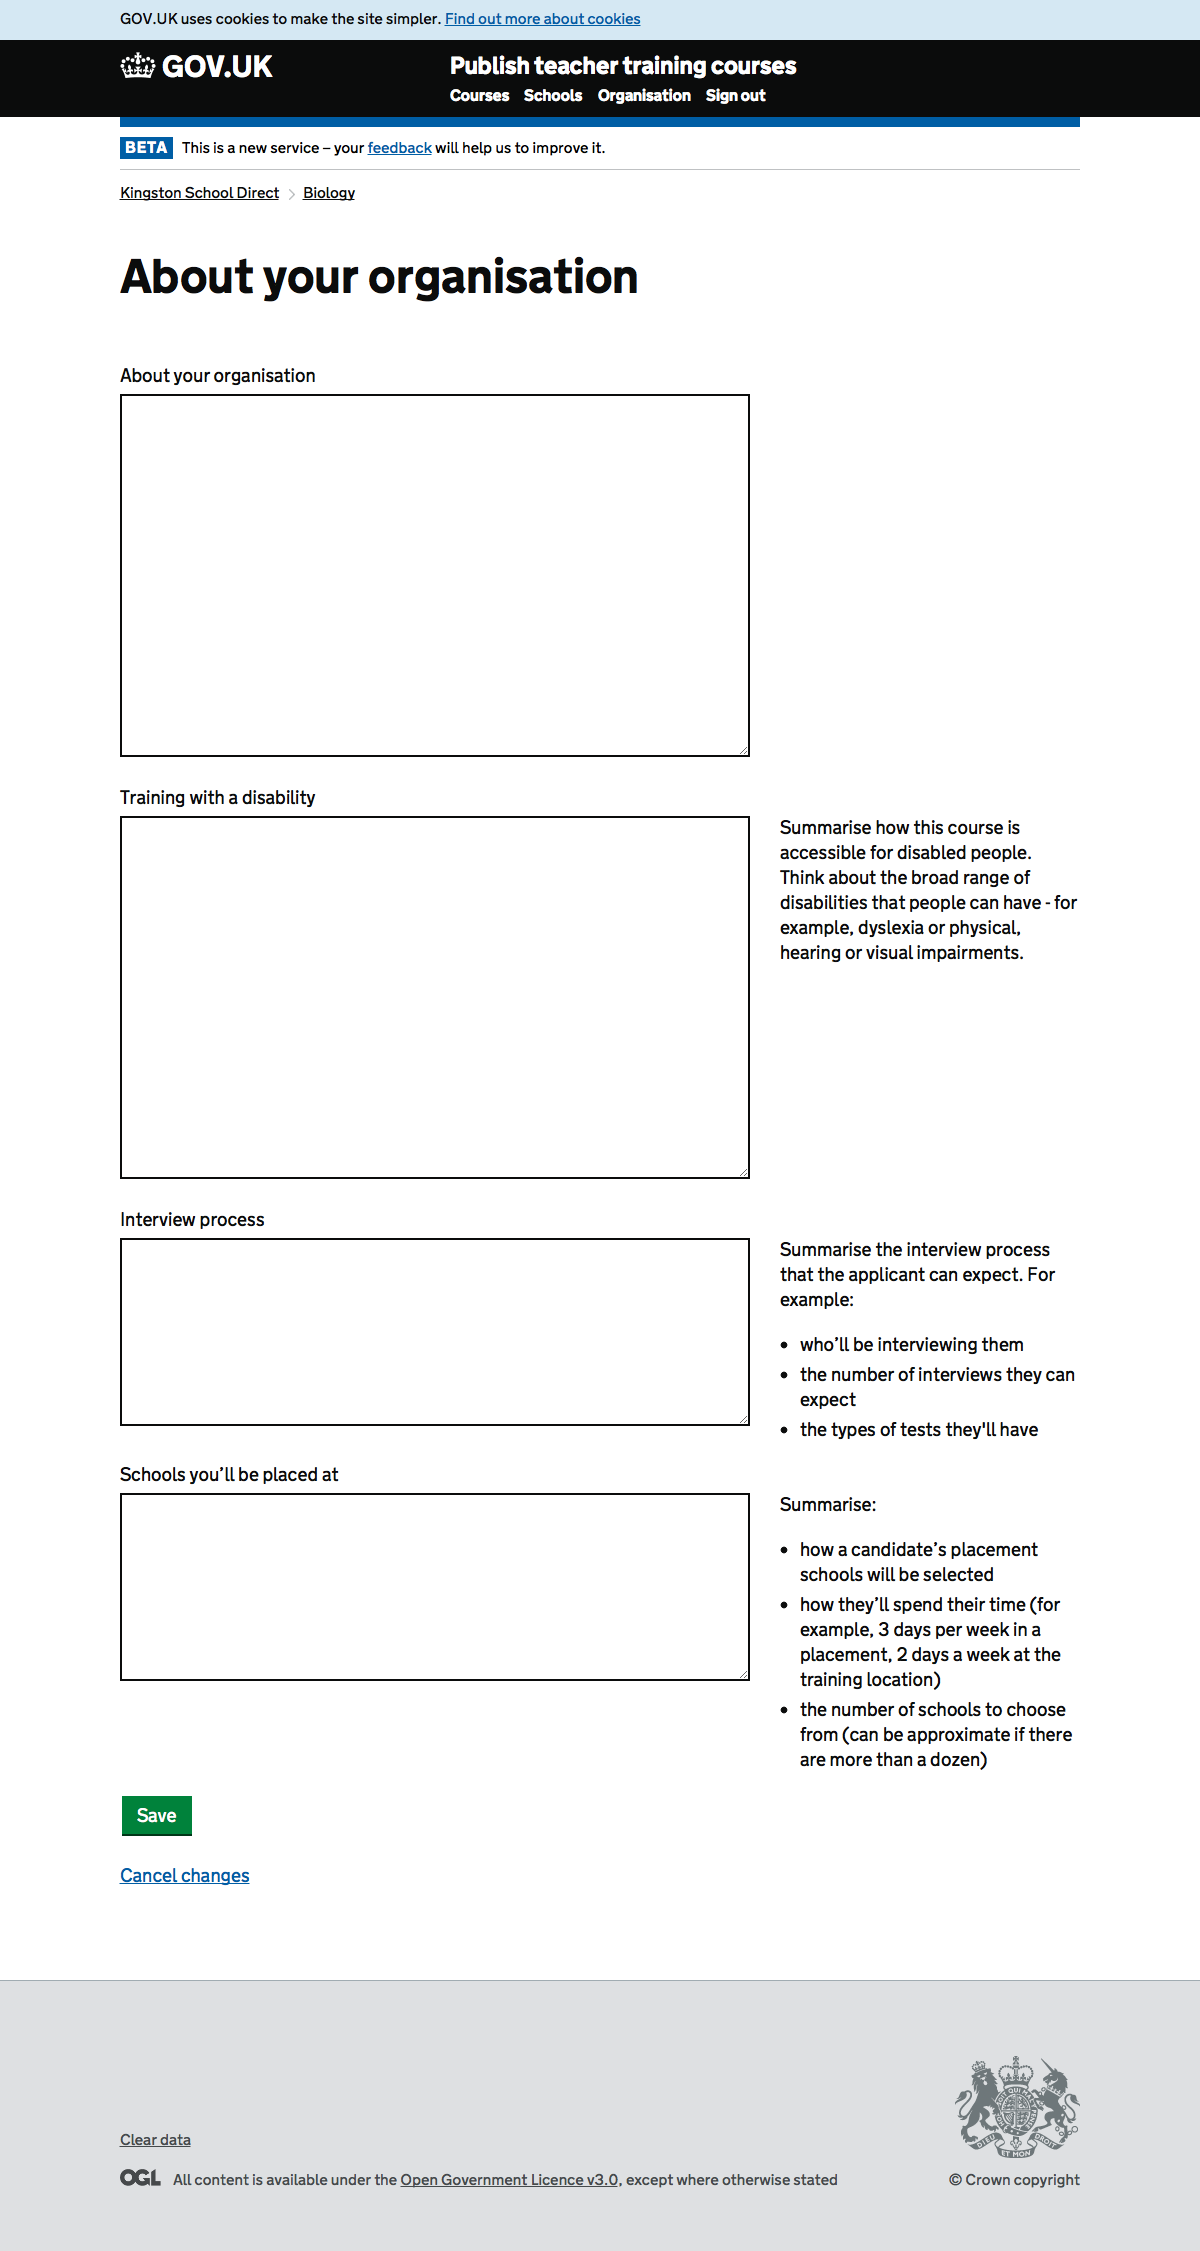 GOV.UK uses cookies to make the site simpler. Find out more about cookies
GOV.UK
Publish teacher training courses
Courses Schools Organisation Sign out
BETA This is a new service – your feedback will help us to improve it.
Kingston School Direct Biology
About your organisation
About your organisation
Training with a disability
Summarise how this course is
accessible for disabled people.
Think about the broad range of
disabilities that people can have - for
example, dyslexia or physical,
hearing or visual impairments.
Interview process
Summarise the interview process
that the applicant can expect. For
example:
• who’ll be interviewing them
• the number of interviews they can
expect
• the types of tests they'll have
Schools you’ll be placed at
Summarise:
• how a candidate’s placement
schools will be selected
• how they’ll spend their time (for
example, 3 days per week in a
placement, 2 days a week at the
training location)
• the number of schools to choose
from (can be approximate if there
are more than a dozen)
Save
Cancel changes
Clear data
OGL All content is available under the Open Government Licence v3.0, except where otherwise stated
DIEU ET MON DROIT
© Crown copyright